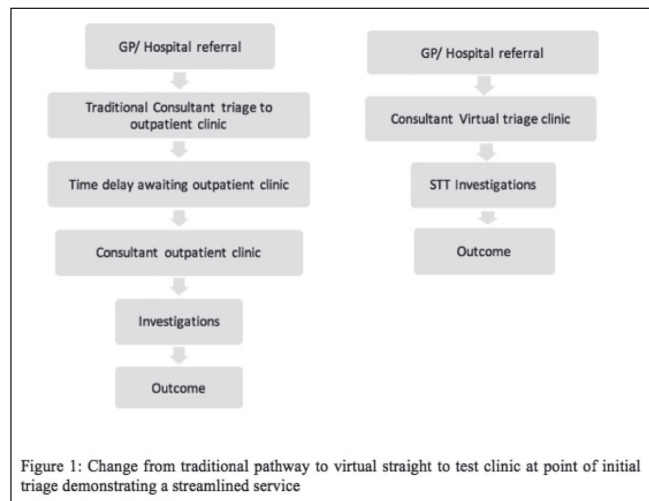 GP/ Hospital referral
Traditional Consultant triage to
outpatient clinic
Time delay awaiting outpatient clinic
Consultant outpatient clinic
Investigations
Outcome
GP/ Hospital referral
Consultant Virtual triage clinic
STT Investigations
Outcome
Figure 1: Change from traditional pathway to virtual straight to test clinic at point of initial
triage demonstrating a streamlined service